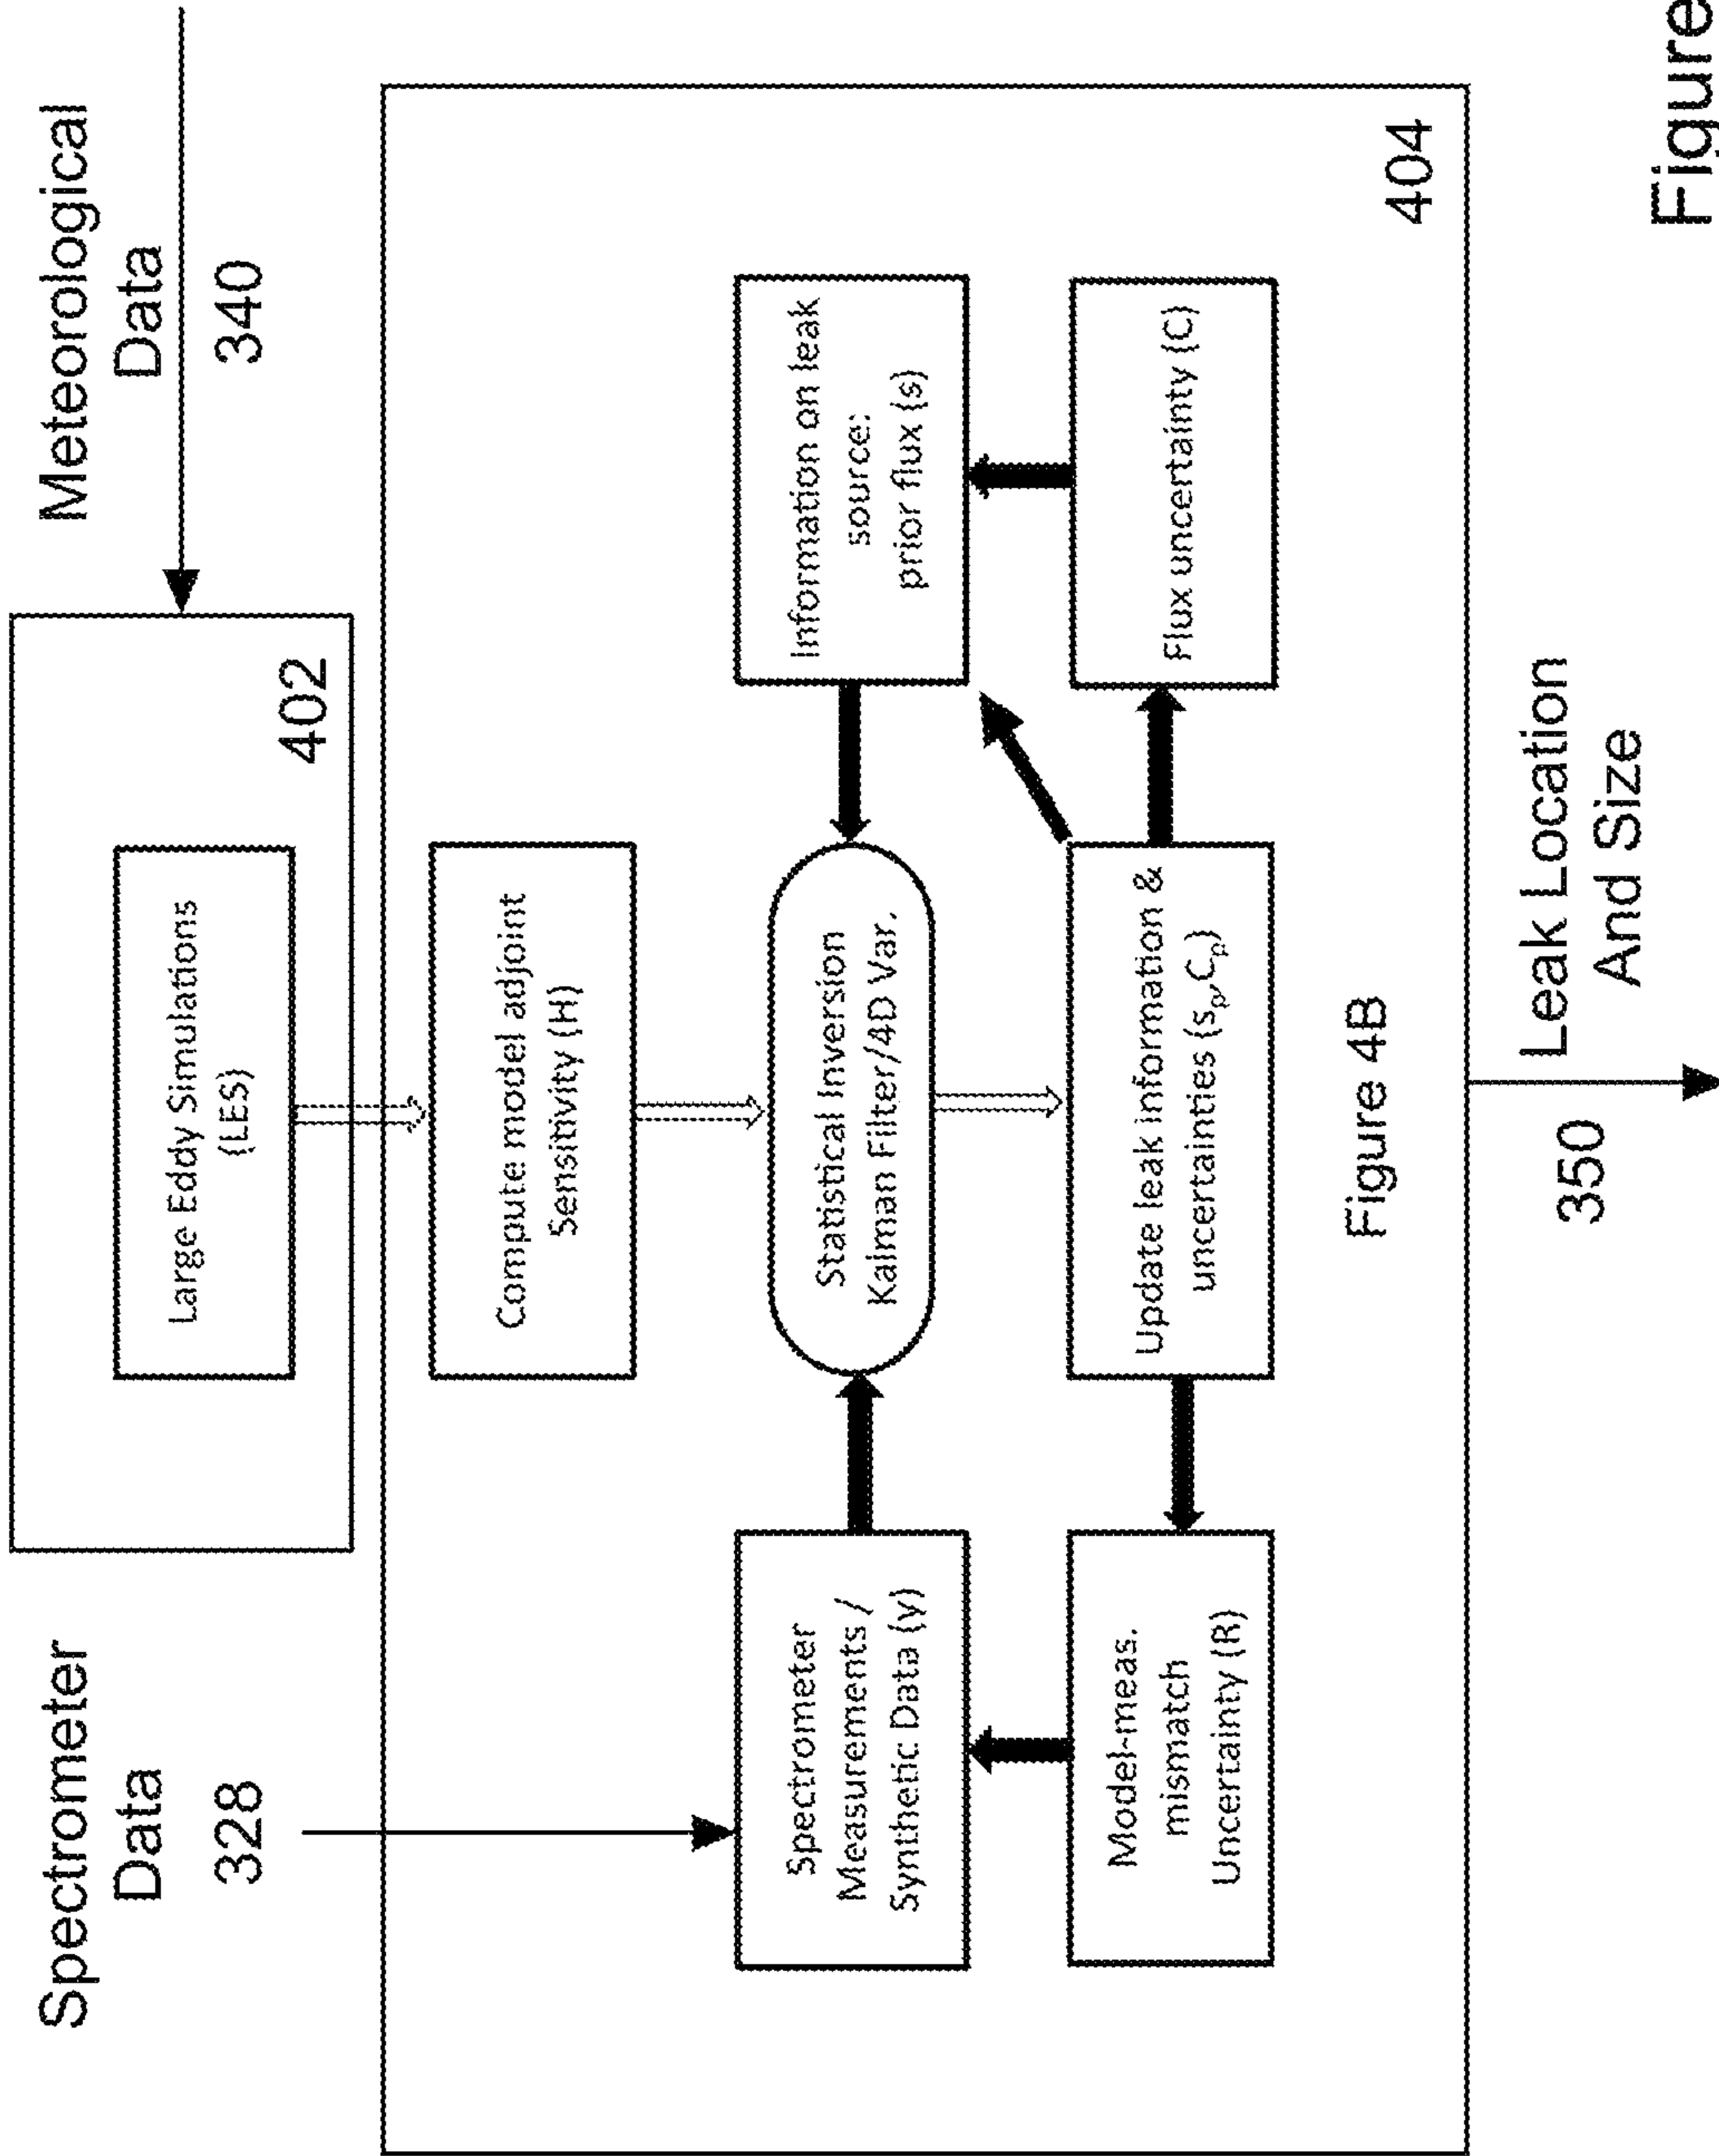 Spectrometer
Data
328
Meteorological
Data
340
Large Eddy Simulations
(LES)
402
Compute model adjoint
Sensitivity (H)
Spectrometer
Measurements /
Synthetic Data (y)
Statistical Inversion
Kalman Filter/4D Var.
Information on leak
source:
prior flux (s)
Model-meas.
mismatch
Uncertainty (R)
Update leak information &
uncertainties (sₚ,Cₚ)
Flux uncertainty (C)
Figure 4B
404
350
Leak Location
And Size
Figure